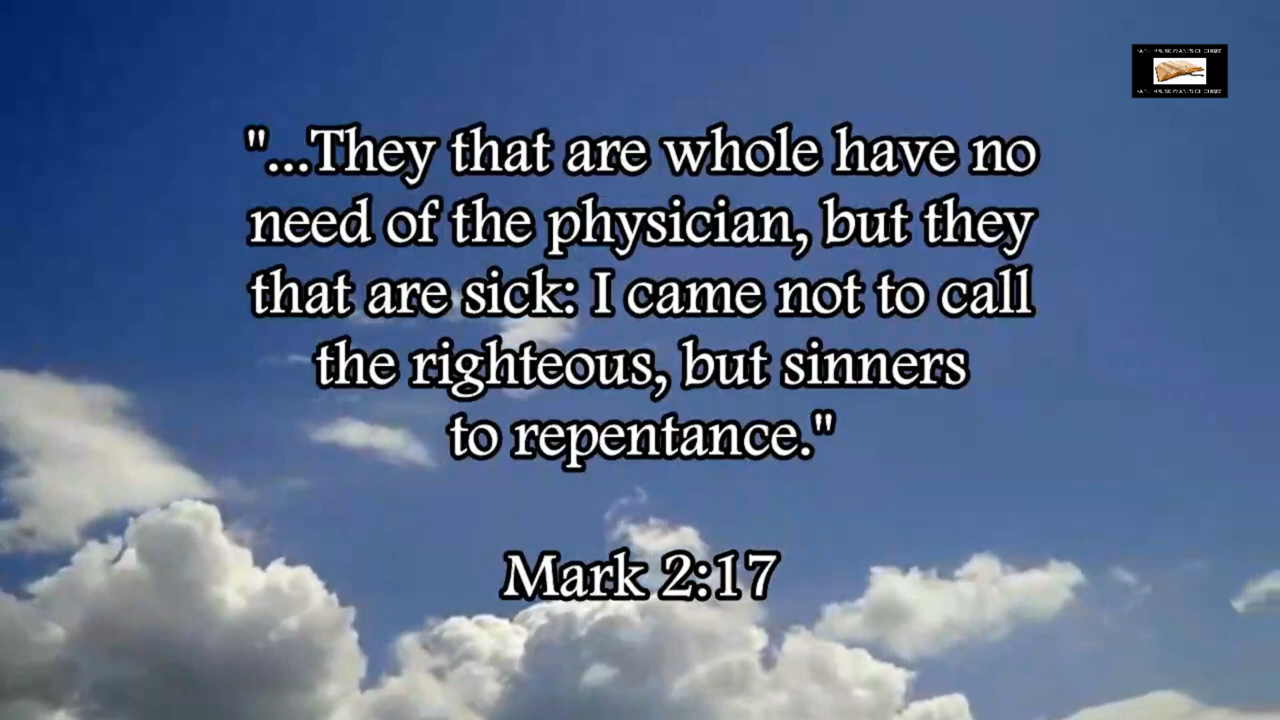 "...They that are whole have no
need of the physician, but they
that are sick: I came not to call
the righteous, but sinners
to repentance."
Mark 2:17